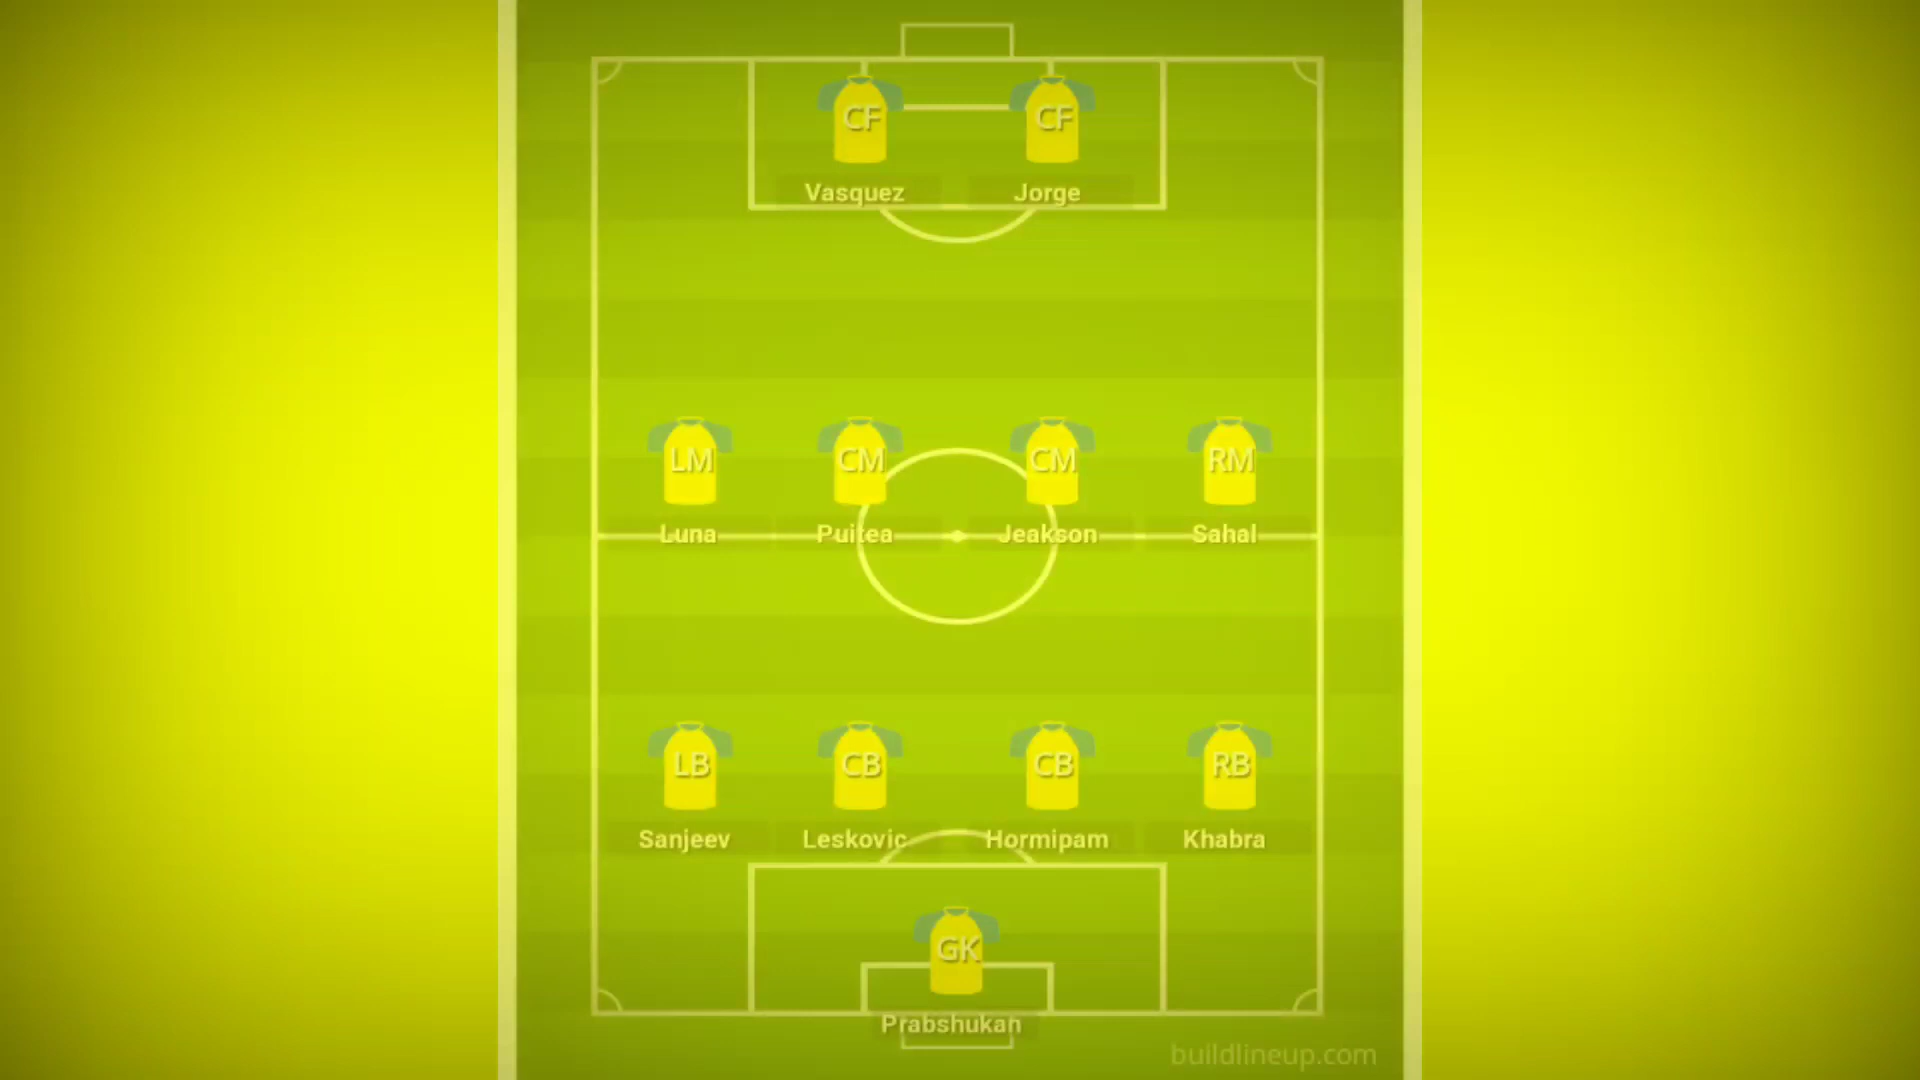 CF CF
Vasquez Jorge
LM CM CM RM
Luna Puitea Jeakson Sahal
LB CB CB RB
Sanjeev Leskovic Hormipam Khabra
GK
Prabshukan
buildlineup.com